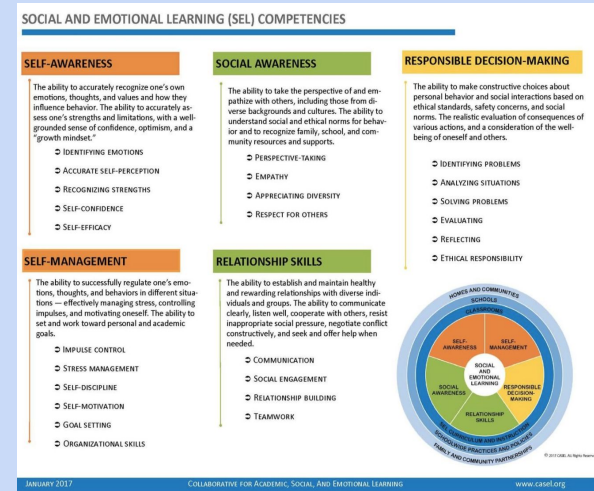 SOCIAL AND EMOTIONAL LEARNING (SEL) COMPETENCIES
SELF-AWARENESS
The ability to accurately recognize one's own
emotions, thoughts, and values and how they
influence behavior. The ability to accurately as-
sess one's strengths and limitations, with a well-
grounded sense of confidence, optimism, and a
"growth mindset."
➲ IDENTIFYING EMOTIONS
➲ ACCURATE SELF-PERCEPTION
➲ RECOGNIZING STRENGTHS
➲ SELF-CONFIDENCE
➲ SELF-EFFICACY
SELF-MANAGEMENT
The ability to successfully regulate one's emo-
tions, thoughts, and behaviors in different situa-
tions — effectively managing stress, controlling
impulses, and motivating oneself. The ability to
set and work toward personal and academic
goals.
➲ IMPULSE CONTROL
➲ STRESS MANAGEMENT
➲ SELF-DISCIPLINE
➲ SELF-MOTIVATION
➲ GOAL SETTING
➲ ORGANIZATIONAL SKILLS
SOCIAL AWARENESS
The ability to take the perspective of and em-
pathize with others, including those from di-
verse backgrounds and cultures. The ability to
understand social and ethical norms for behav-
ior and to recognize family, school, and com-
munity resources and supports.
➲ PERSPECTIVE-TAKING
➲ EMPATHY
➲ APPRECIATING DIVERSITY
➲ RESPECT FOR OTHERS
RELATIONSHIP SKILLS
The ability to establish and maintain healthy
and rewarding relationships with diverse indi-
viduals and groups. The ability to communicate
clearly, listen well, cooperate with others, resist
inappropriate social pressure, negotiate conflict
constructively, and seek and offer help when
needed.
➲ COMMUNICATION
➲ SOCIAL ENGAGEMENT
➲ RELATIONSHIP BUILDING
➲ TEAMWORK
RESPONSIBLE DECISION-MAKING
The ability to make constructive choices about
personal behavior and social interactions based on
ethical standards, safety concerns, and social
norms. The realistic evaluation of consequences of
various actions, and a consideration of the well-
being of oneself and others.
➲ IDENTIFYING PROBLEMS
➲ ANALYZING SITUATIONS
➲ SOLVING PROBLEMS
➲ EVALUATING
➲ REFLECTING
➲ ETHICAL RESPONSIBILITY
HOMES AND COMMUNITIES
SCHOOLS
CLASSROOMS
SELF-
AWARENESS
SELF-
MANAGEMENT
SOCIAL
AND
EMOTIONAL
LEARNING
SOCIAL
AWARENESS
RESPONSIBLE
DECISION-
MAKING
RELATIONSHIP
SKILLS
SEL CURRICULUM AND INSTRUCTION
SCHOOLWIDE PRACTICES AND POLICIES
FAMILY AND COMMUNITY PARTNERSHIPS
JANUARY 2017
COLLABORATIVE FOR ACADEMIC, SOCIAL, AND EMOTIONAL LEARNING
www.casel.org